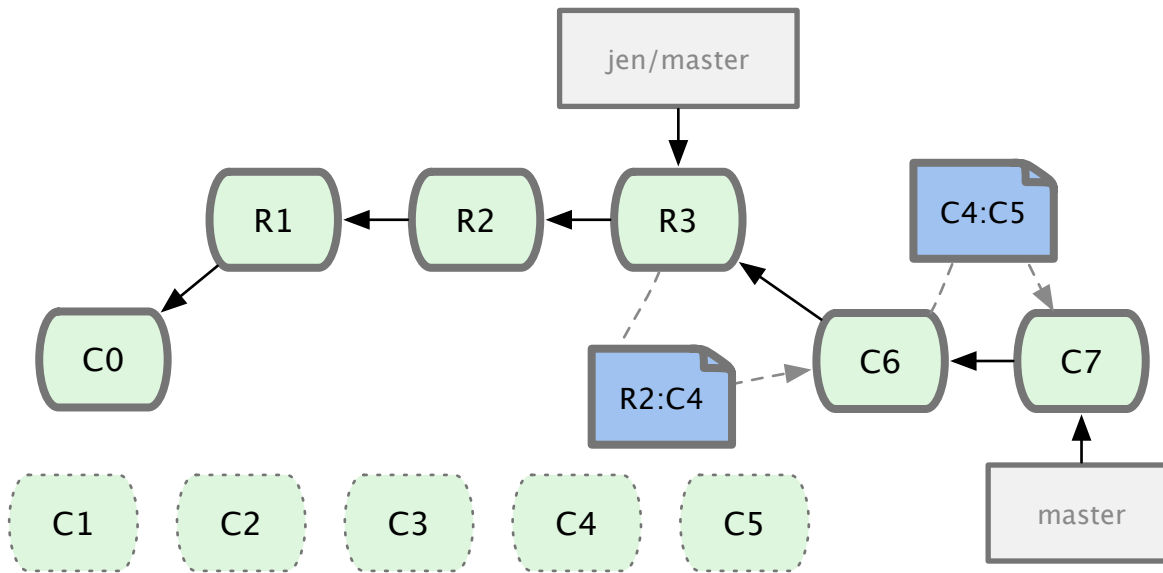 jen/master
R1
R2
R3
C4:C5
C0
R2:C4
C6
C7
C1
C2
C3
C4
C5
master